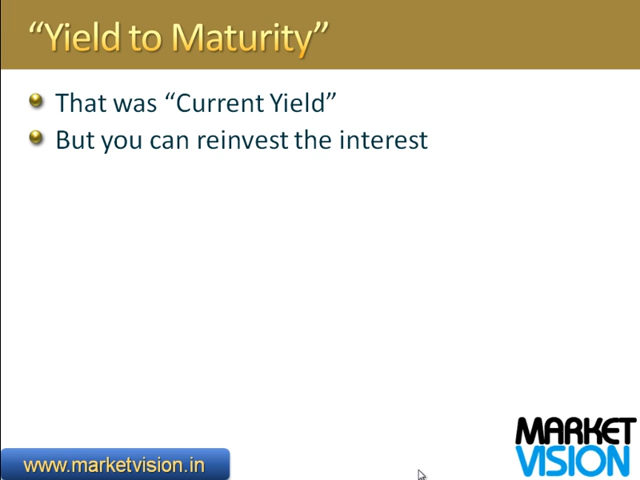 “Yield to Maturity”
That was “Current Yield”
But you can reinvest the interest
MARKET
VISION
www.marketvision.in